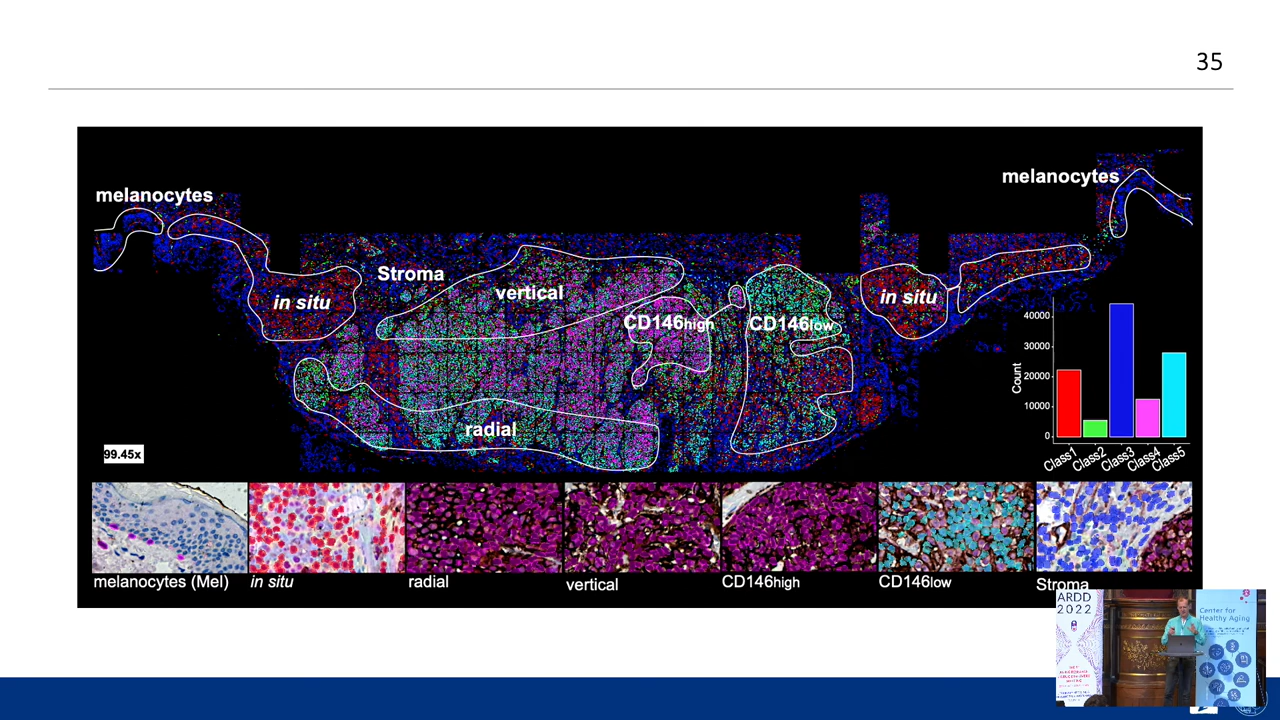 35
melanocytes
melanocytes
Stroma
in situ
vertical
in situ
CD146high
CD146low
radial
99.45x
Count
40000
30000
20000
10000
0
Class1
Class2
Class3
Class4
Class5
melanocytes (Mel)
in situ
radial
vertical
CD146high
CD146low
Stroma
ARDD
2022
Center for
Healthy Aging